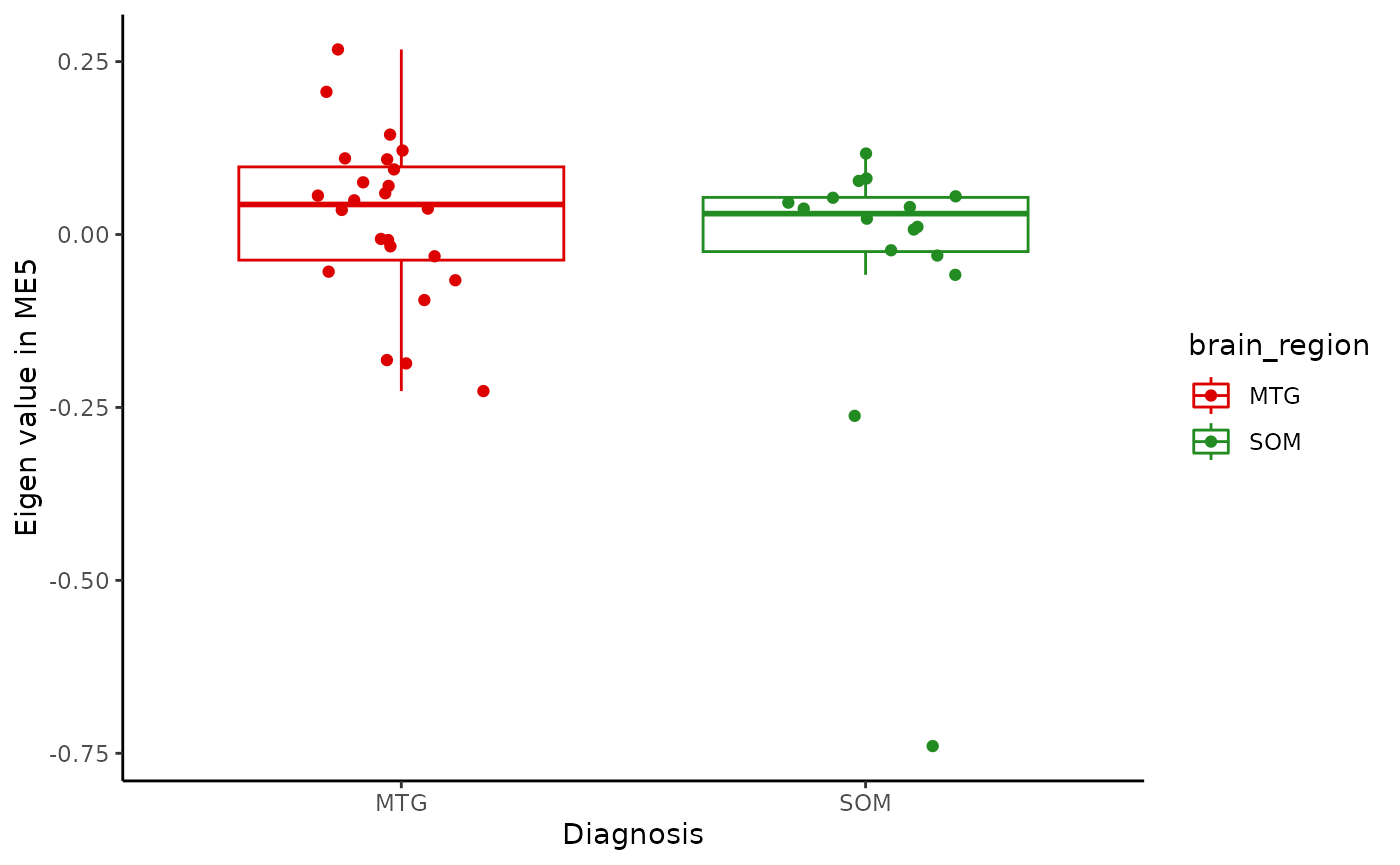 0.25
0.00
-0.25
-0.50
-0.75
Eigen value in ME5
MTG
SOM
Diagnosis
brain_region
MTG
SOM